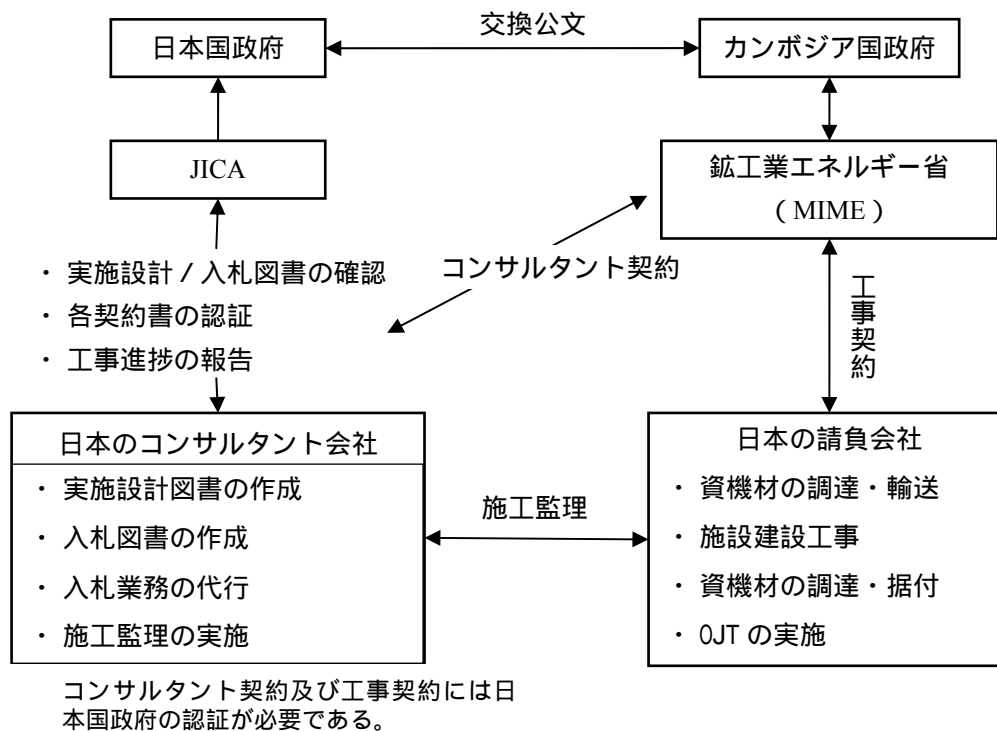 交換公文
日本国政府
カンボジア国政府
JICA
鉱工業エネルギー省
（MIME）
・ 実施設計／入札図書の確認
・ 各契約書の認証
・ 工事進捗の報告
コンサルタント契約
工事契約
日本のコンサルタント会社
・ 実施設計図書の作成
・ 入札図書の作成
・ 入札業務の代行
・ 施工監理の実施
施工監理
日本の請負会社
・ 資機材の調達・輸送
・ 施設建設工事
・ 資機材の調達・据付
・ OJT の実施
コンサルタント契約及び工事契約には日
本国政府の認証が必要である。